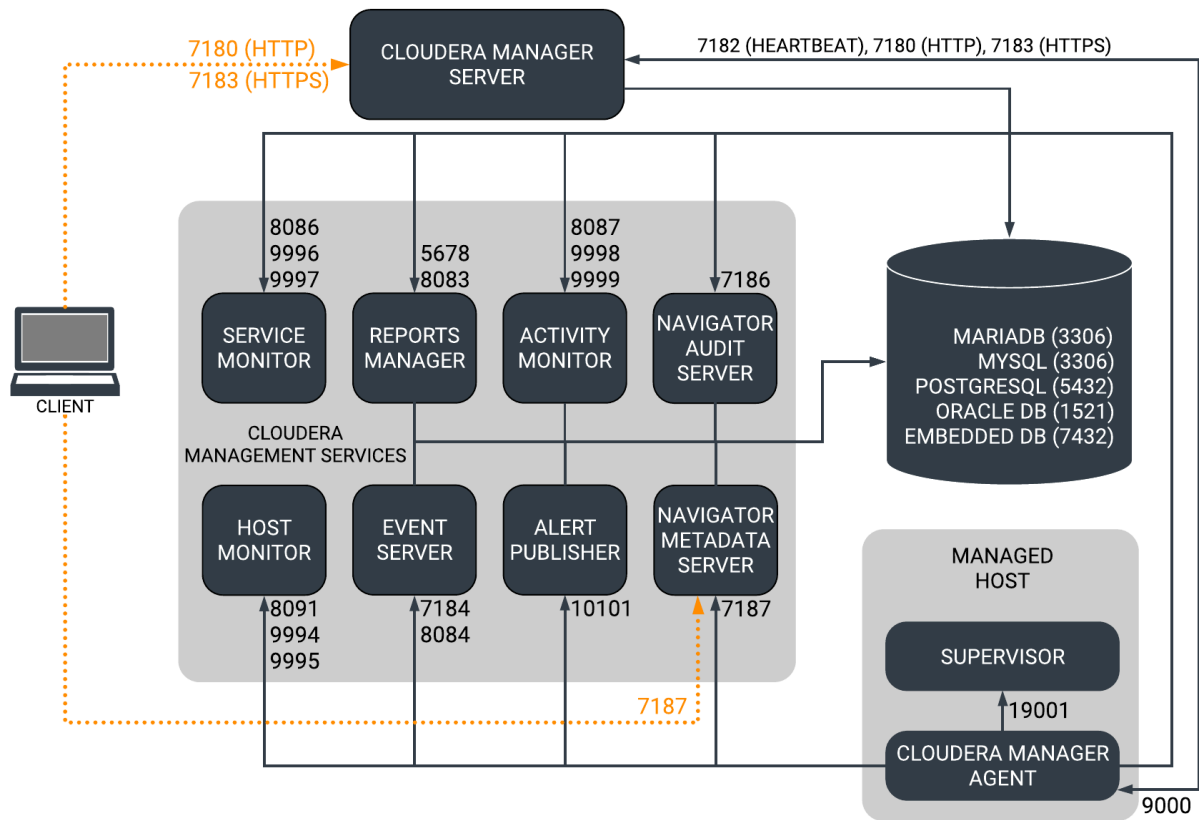 7180 (HTTP)
7183 (HTTPS)
CLOUDERA MANAGER
SERVER
7182 (HEARTBEAT), 7180 (HTTP), 7183 (HTTPS)
8086
9996
9997
5678
8083
8087
9998
9999
7186
SERVICE
MONITOR
REPORTS
MANAGER
ACTIVITY
MONITOR
NAVIGATOR
AUDIT
SERVER
MARIADB (3306)
MYSQL (3306)
POSTGRESQL (5432)
ORACLE DB (1521)
EMBEDDED DB (7432)
CLIENT
CLOUDERA
MANAGEMENT SERVICES
HOST
MONITOR
EVENT
SERVER
ALERT
PUBLISHER
NAVIGATOR
METADATA
SERVER
8091
9994
9995
7184
8084
10101
7187
7187
MANAGED
HOST
SUPERVISOR
19001
CLOUDERA MANAGER
AGENT
9000